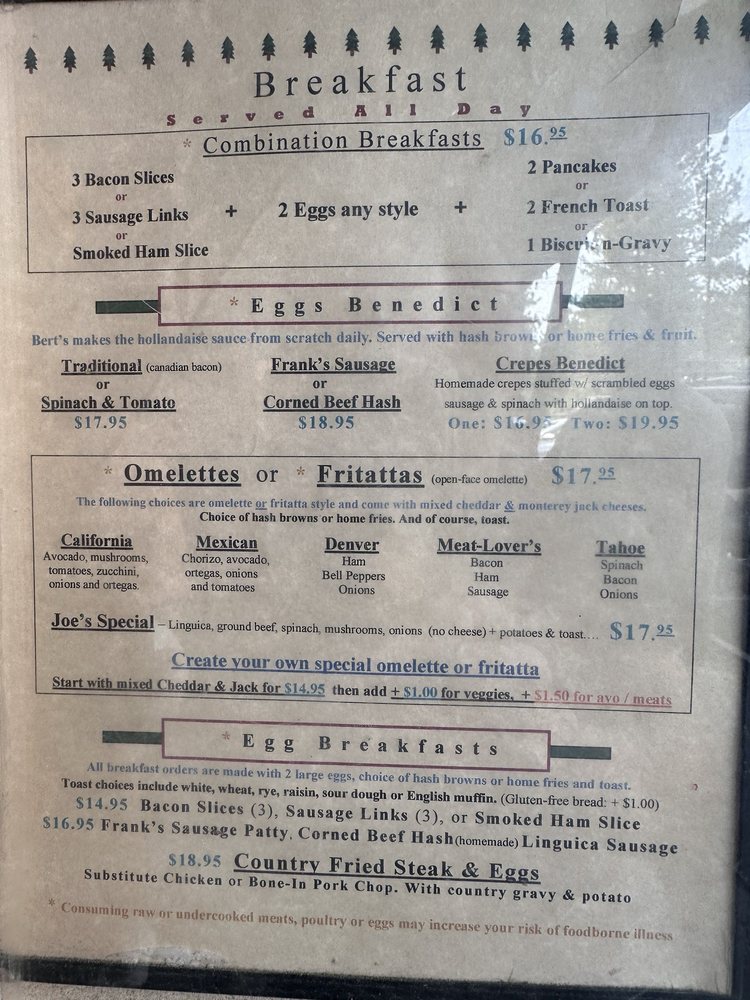 Breakfast
Served All Day
* Combination Breakfasts $16.95
3 Bacon Slices
or
3 Sausage Links
or
Smoked Ham Slice
+ 2 Eggs any style +
2 Pancakes
or
2 French Toast
or
1 Biscuit-n-Gravy
* Eggs Benedict
Bert's makes the hollandaise sauce from scratch daily. Served with hash browns or home fries & fruit.
Traditional (canadian bacon)
or
Spinach & Tomato
$17.95
Frank's Sausage
or
Corned Beef Hash
$18.95
Crepes Benedict
Homemade crepes stuffed w/ scrambled eggs
sausage & spinach with hollandaise on top.
One: $16.95 Two: $19.95
* Omelettes or * Fritattas (open-face omelette) $17.95
The following choices are omelette or fritatta style and come with mixed cheddar & monterey jack cheeses.
Choice of hash browns or home fries. And of course, toast.
California
Avocado, mushrooms,
tomatoes, zucchini,
onions and ortegas.
Mexican
Chorizo, avocado,
ortegas, onions
and tomatoes
Denver
Ham
Bell Peppers
Onions
Meat-Lover's
Bacon
Ham
Sausage
Tahoe
Spinach
Bacon
Onions
Joe's Special – Linguica, ground beef, spinach, mushrooms, onions (no cheese) + potatoes & toast.... $17.95
Create your own special omelette or fritatta
Start with mixed Cheddar & Jack for $14.95 then add + $1.00 for veggies, + $1.50 for avo / meats
* Egg Breakfasts
All breakfast orders are made with 2 large eggs, choice of hash browns or home fries and toast.
Toast choices include white, wheat, rye, raisin, sour dough or English muffin. (Gluten-free bread: + $1.00)
$14.95 Bacon Slices (3), Sausage Links (3), or Smoked Ham Slice
$16.95 Frank's Sausage Patty, Corned Beef Hash(homemade) Linguica Sausage
$18.95 Country Fried Steak & Eggs
Substitute Chicken or Bone-In Pork Chop. With country gravy & potato
* Consuming raw or undercooked meats, poultry or eggs may increase your risk of foodborne illness